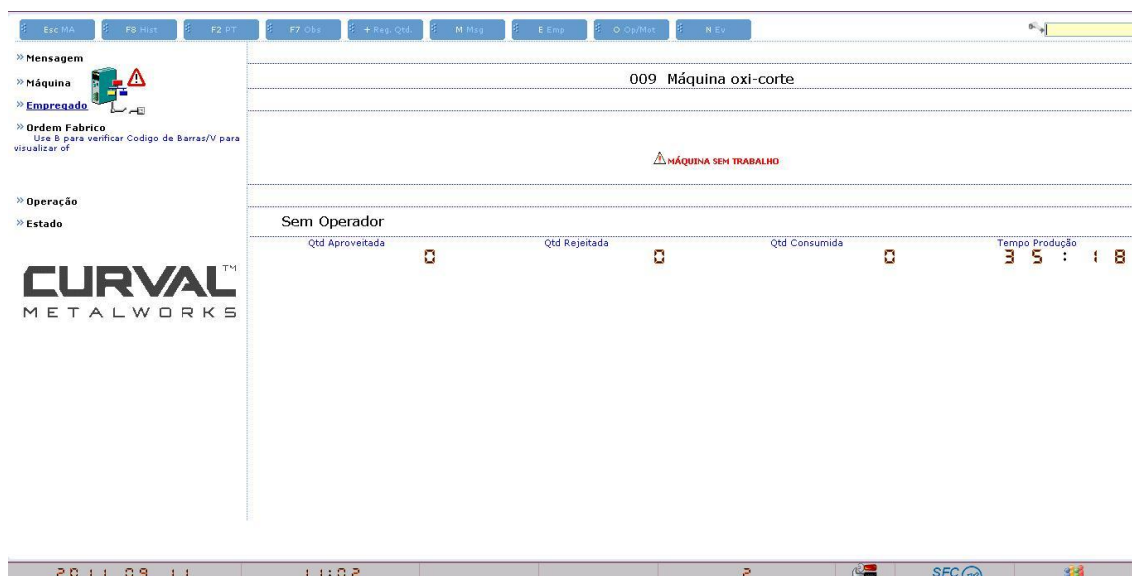 Esc MA F8 Hist F2 PT F7 Obs + Reg. Qtd. M Msg E Emp O Op/Mot N Ev
» Mensagem
009 Máquina oxi-corte
» Máquina
» Empregado
» Ordem Fabrico
Use B para verificar Codigo de Barras/V para
visualizar of
MÁQUINA SEM TRABALHO
» Operação
» Estado
Sem Operador
Qtd Aproveitada Qtd Rejeitada Qtd Consumida Tempo Produção
0 0 0 35: 18
CURVAL™
METALWORKS
2011 09 11 11:02 2 SFC